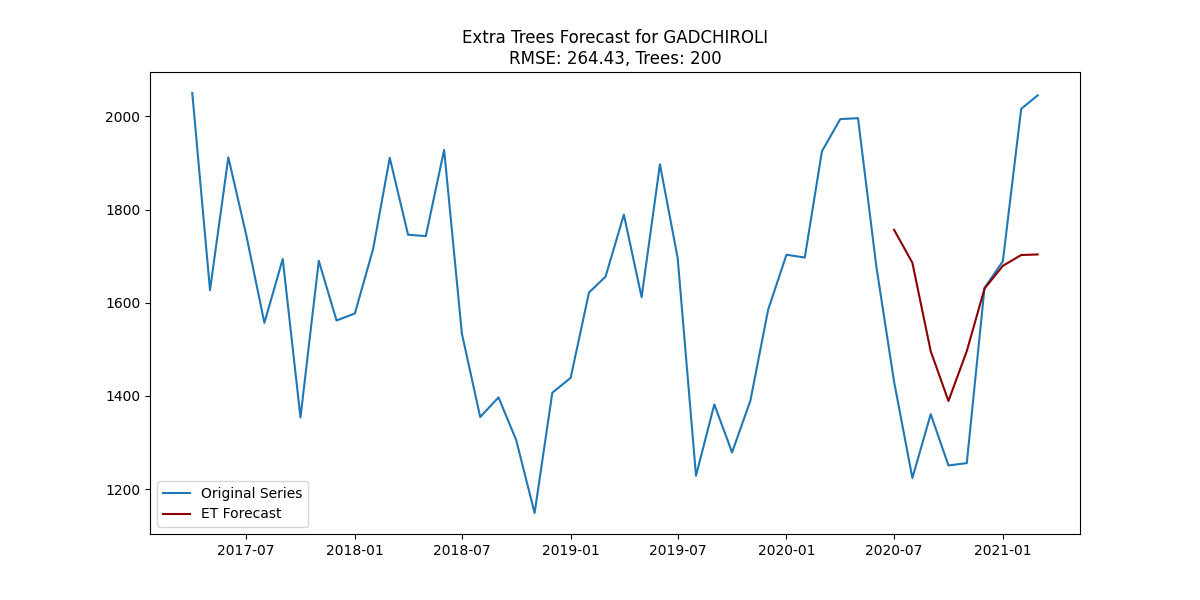 Extra Trees Forecast for GADCHIROLI
RMSE: 264.43, Trees: 200
2000
1800
1600
1400
1200
Original Series
ET Forecast
2017-07 2018-01 2018-07 2019-01 2019-07 2020-01 2020-07 2021-01